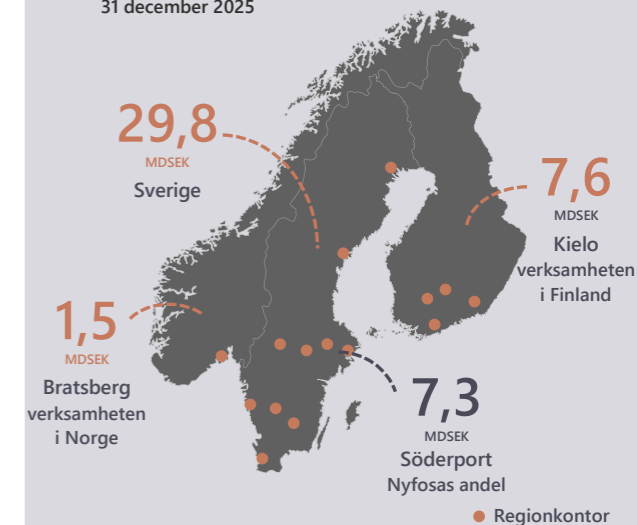 31 december 2025
29,8
MDSEK
Sverige
7,6
MDSEK
Kielo
verksamheten
i Finland
1,5
MDSEK
Bratsberg
verksamheten
i Norge
7,3
MDSEK
Söderport
Nyfosas andel
Regionkontor